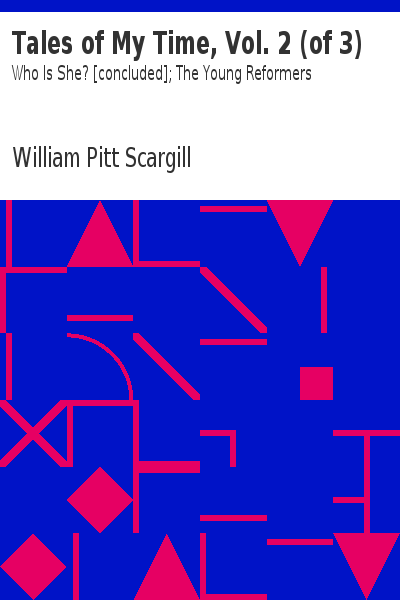 Tales of My Time, Vol. 2 (of 3)
Who Is She? [concluded]; The Young Reformers
William Pitt Scargill